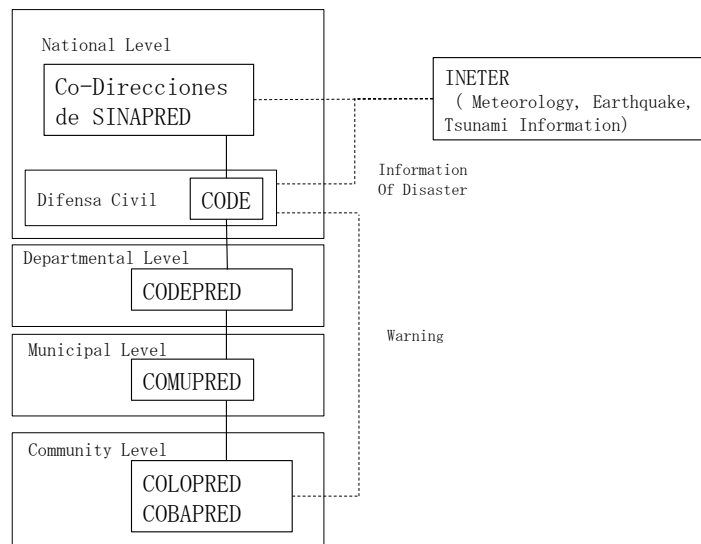 National Level
Co-Direcciones
de SINAPRED
INETER
( Meteorology, Earthquake,
Tsunami Information)
Information
Of Disaster
Difensa Civil
CODE
Departmental Level
CODEPRED
Warning
Municipal Level
COMUPRED
Community Level
COLOPRED
COBAPRED